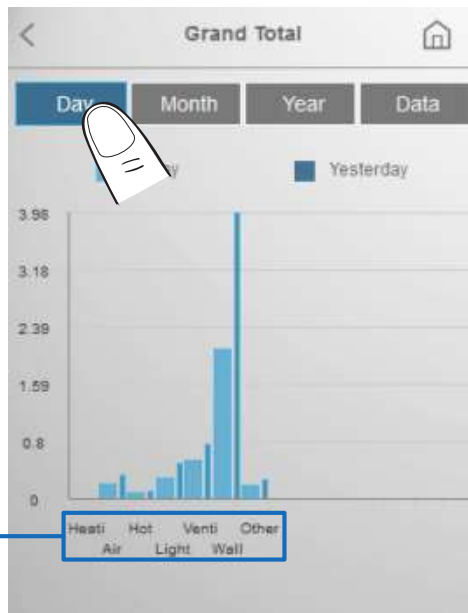 Grand Total
Day Month Year Data
Yesterday
3.98
3.18
2.39
1.59
0.8
0
Heati Hot Venti Other
Air Light Wall